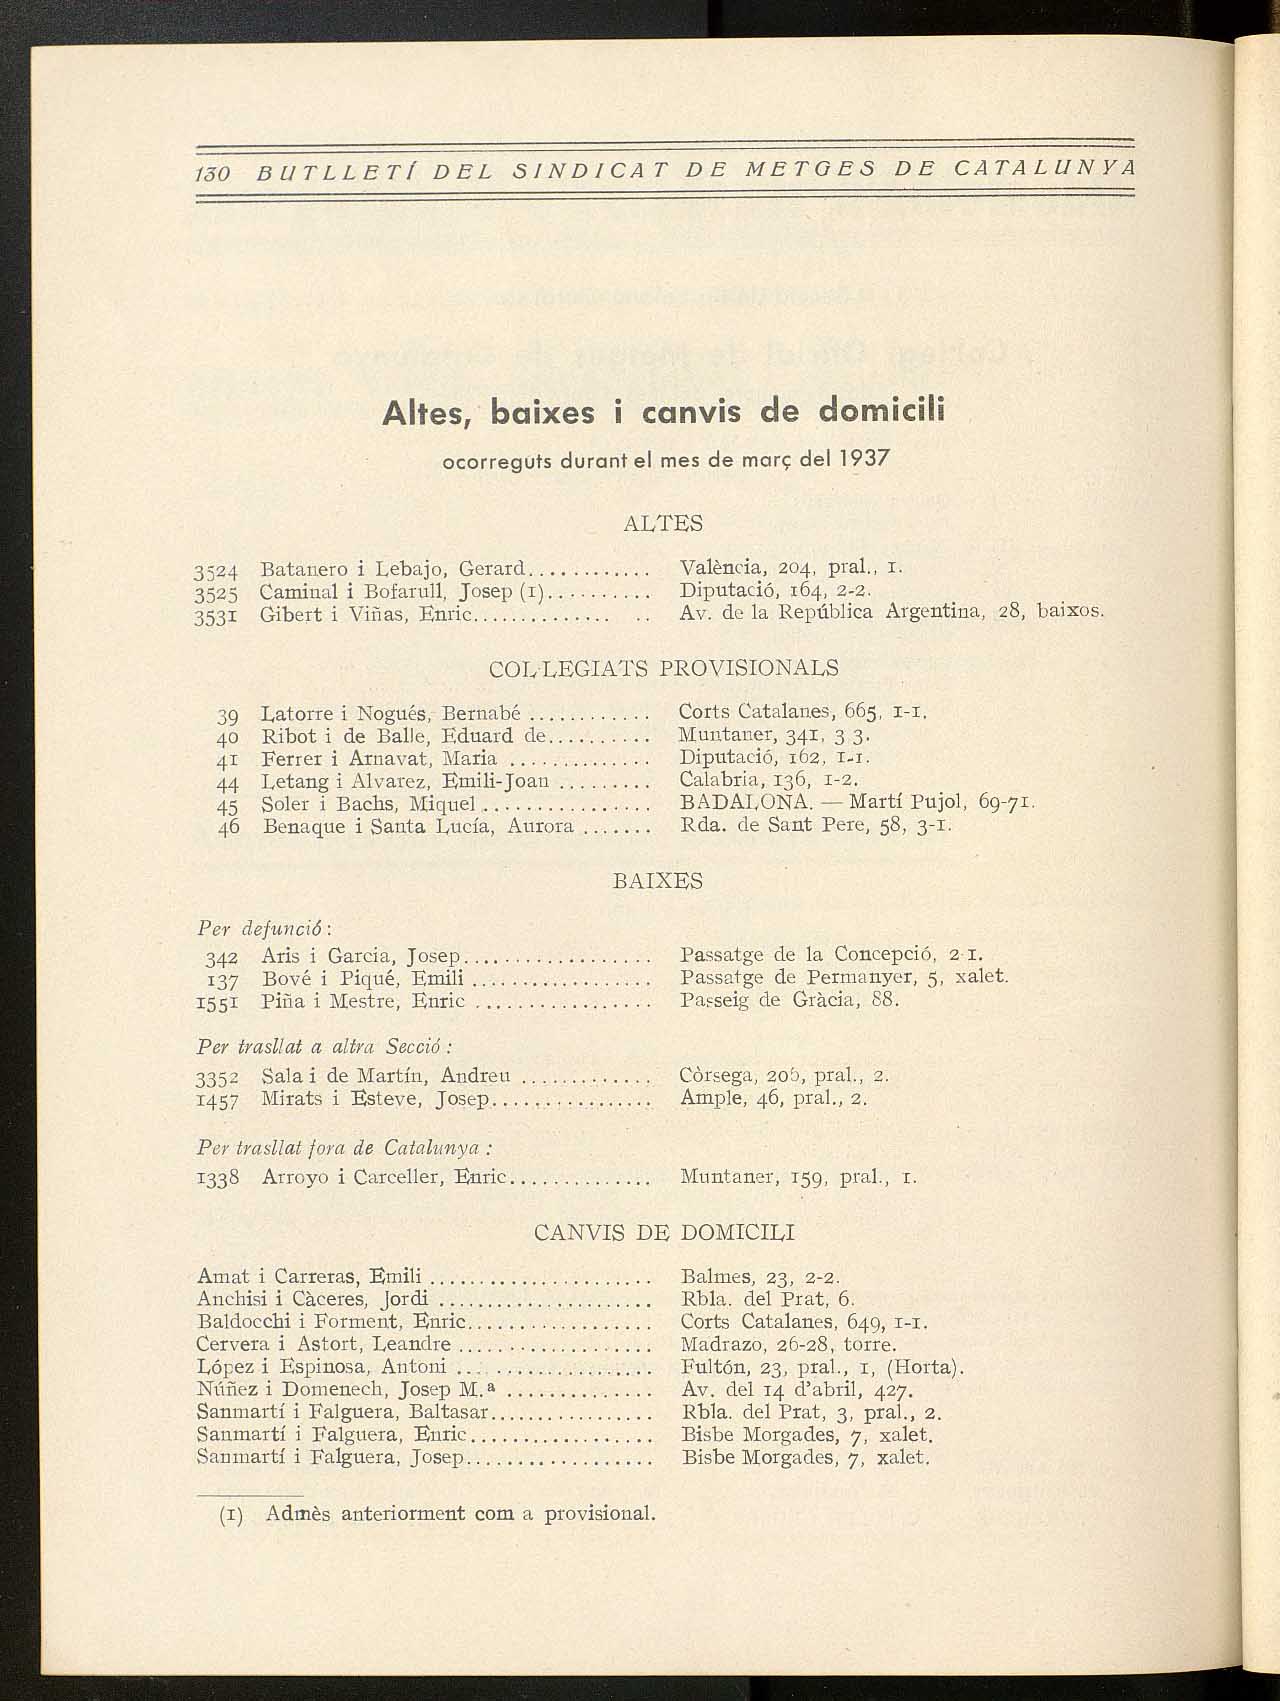 130 BUTLLETÍ DEL SINDICAT DE METGES DE CATALUNYA
Altes, baixes i canvis de domicili
ocorreguts durant el mes de març del 1937
ALTES
3524 Batanero i Lebajo, Gerard............ València, 204, pral., 1.
3525 Caminal i Bofarull, Josep (1).......... Diputació, 164, 2-2.
3531 Gibert i Viñas, Enric.............. .. Av. de la República Argentina, 28, baixos.
COL·LEGIATS PROVISIONALS
39 Latorre i Nogués, Bernabé ............ Corts Catalanes, 665, 1-1.
40 Ribot i de Balle, Eduard de.......... Muntaner, 341, 3 3.
41 Ferrer i Arnavat, Maria .............. Diputació, 162, 1-1.
44 Letang i Alvarez, Emili-Joan ......... Calabria, 136, 1-2.
45 Soler i Bachs, Miquel ................ BADALONA. — Martí Pujol, 69-71.
46 Benaque i Santa Lucía, Aurora ....... Rda. de Sant Pere, 58, 3-1.
BAIXES
Per defunció:
342 Aris i Garcia, Josep.................. Passatge de la Concepció, 2-1.
137 Bové i Piqué, Emili .................. Passatge de Permanyer, 5, xalet.
1551 Piña i Mestre, Enric ................. Passeig de Gràcia, 88.
Per trasllat a altra Secció:
3352 Sala i de Martín, Andreu ............. Còrsega, 206, pral., 2.
1457 Mirats i Esteve, Josep................ Ample, 46, pral., 2.
Per trasllat fora de Catalunya:
1338 Arroyo i Carceller, Enric.............. Muntaner, 159, pral., 1.
CANVIS DE DOMICILI
Amat i Carreras, Emili ...................... Balmes, 23, 2-2.
Anchisi i Càceres, Jordi ..................... Rbla. del Prat, 6.
Baldocchi i Forment, Enric.................. Corts Catalanes, 649, 1-1.
Cervera i Astort, Leandre ................... Madrazo, 26-28, torre.
López i Espinosa, Antoni ................... Fultón, 23, pral., 1, (Horta).
Núñez i Domenech, Josep M.ª .............. Av. del 14 d'abril, 427.
Sanmartí i Falguera, Baltasar................ Rbla. del Prat, 3, pral., 2.
Sanmartí i Falguera, Enric.................. Bisbe Morgades, 7, xalet.
Sanmartí i Falguera, Josep.................. Bisbe Morgades, 7, xalet.
(1) Admès anteriorment com a provisional.